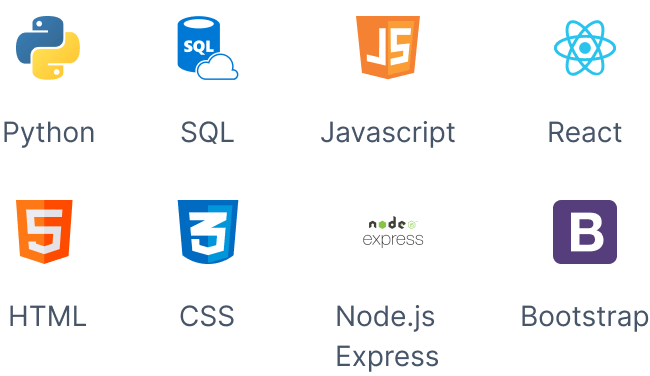 SQL
JS
Python SQL Javascript React
5
3
node
express
B
HTML CSS Node.js Bootstrap
Express